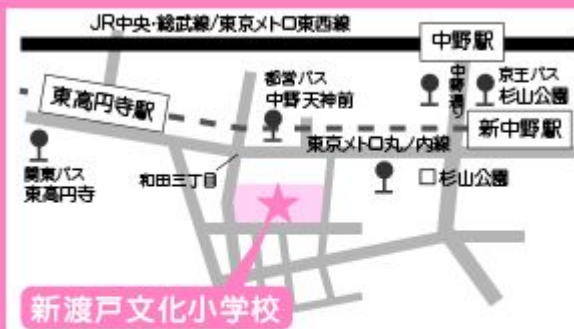 JR中央・総武線/東京メトロ東西線
中野駅
都営バス
中野天神前
中野通り
京王バス
杉山公園
東高円寺駅
新中野駅
東京メトロ丸ノ内線
関東バス
東高円寺
和田三丁目
□杉山公園
新渡戸文化小学校